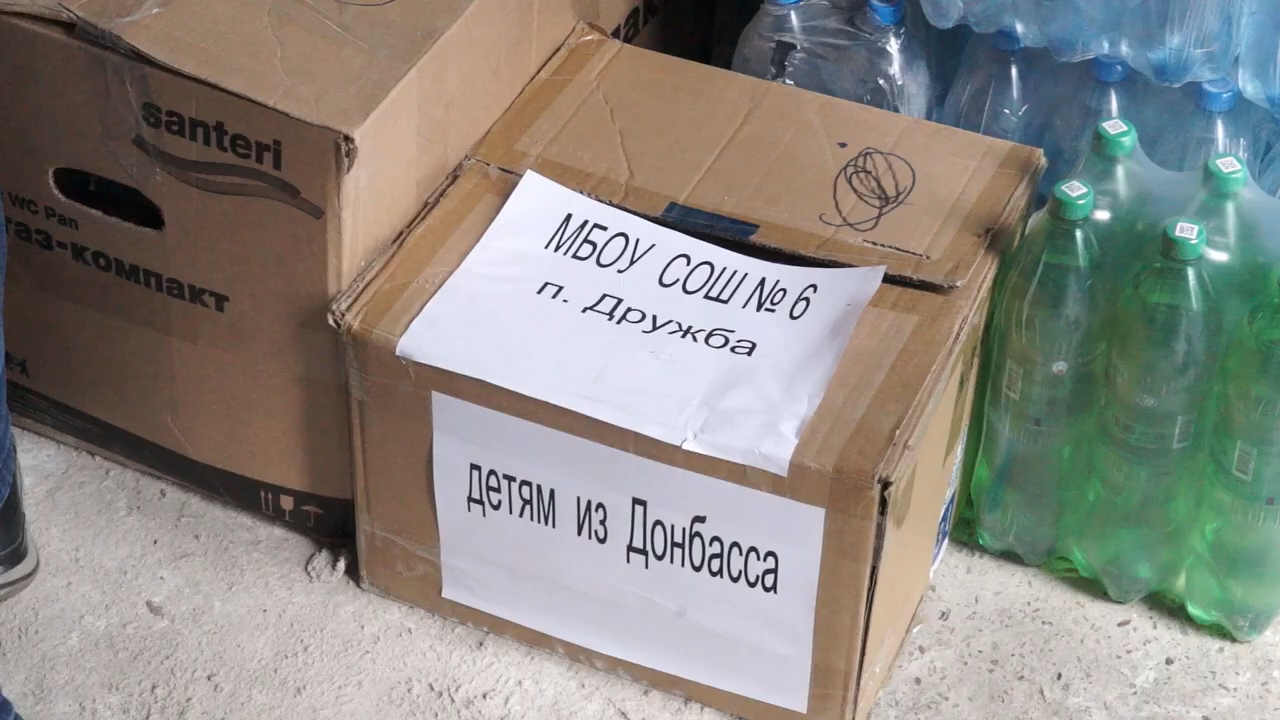 santeri
WC Pan
газ-компакт
МБОУ СОШ № 6
п. Дружба
детям из Донбасса